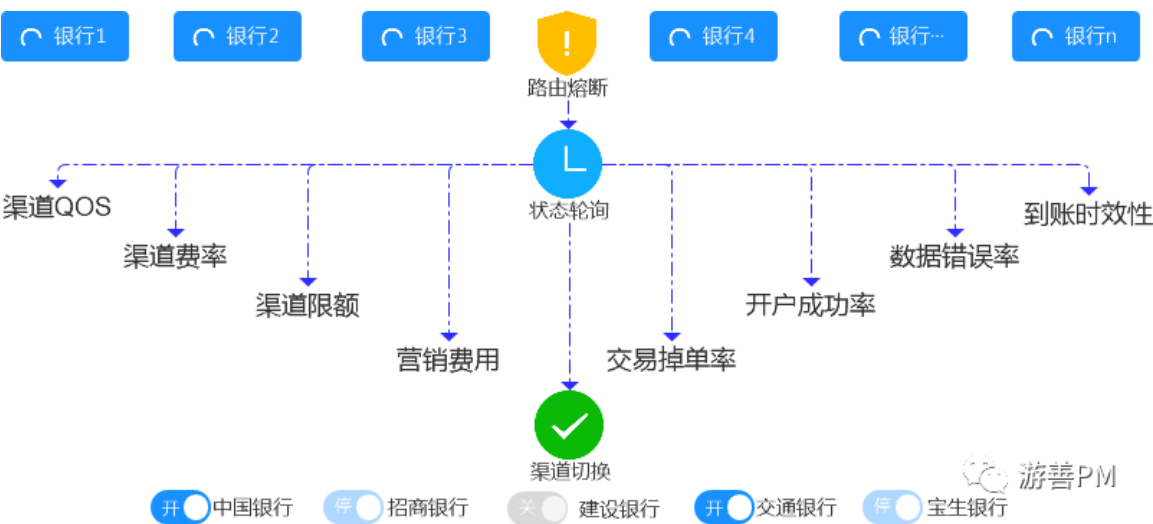 银行1
银行2
银行3
银行4
银行…
银行n
路由熔断
状态轮询
渠道QOS
到账时效性
渠道费率
数据错误率
渠道限额
开户成功率
营销费用
交易掉单率
渠道切换
游善PM
开 中国银行
停 招商银行
关 建设银行
开 交通银行
停 宝生银行